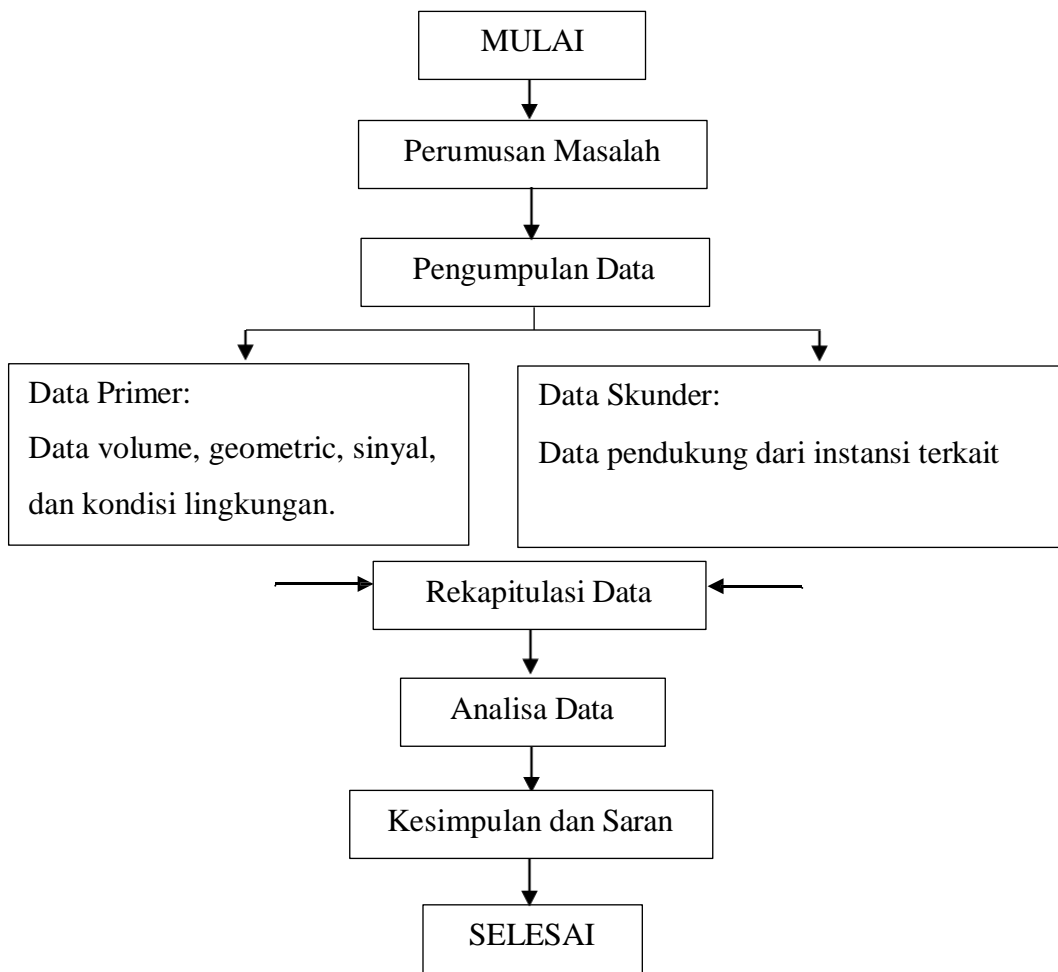 MULAI
Perumusan Masalah
Pengumpulan Data
Data Primer:
Data volume, geometric, sinyal,
dan kondisi lingkungan.
Data Skunder:
Data pendukung dari instansi terkait
Rekapitulasi Data
Analisa Data
Kesimpulan dan Saran
SELESAI